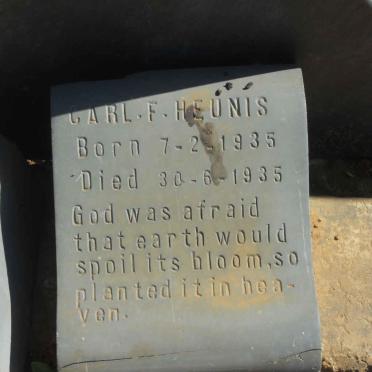 CARL.F.HEUNIS
Born 7-2-1935
Died 30-6-1935
God was afraid
that earth would
spoil its bloom,so
planted it in hea-
ven.